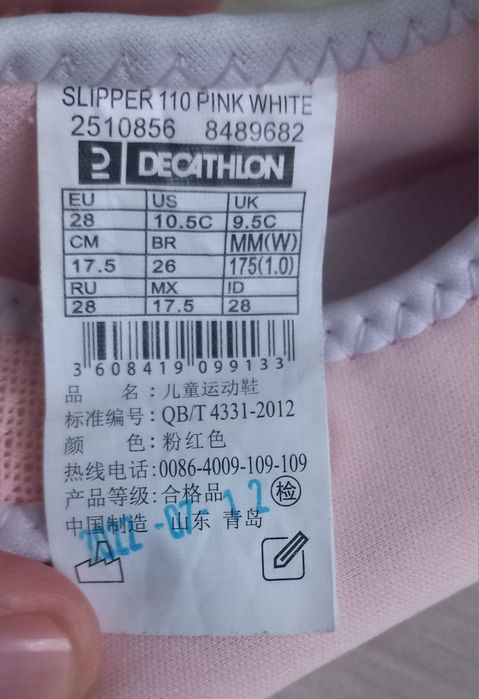 SLIPPER 110 PINK WHITE
2510856 8489682
DECATHLON
EU US UK
28 10.5C 9.5C
CM BR MM(W)
17.5 26 175(1.0)
RU MX ID
28 17.5 28
3 608419 099133
品 名:儿童运动鞋
标准编号:QB/T 4331-2012
颜 色:粉红色
热线电话:0086-4009-109-109
产品等级:合格品 检
中国制造 山东 青岛
2022-07-12